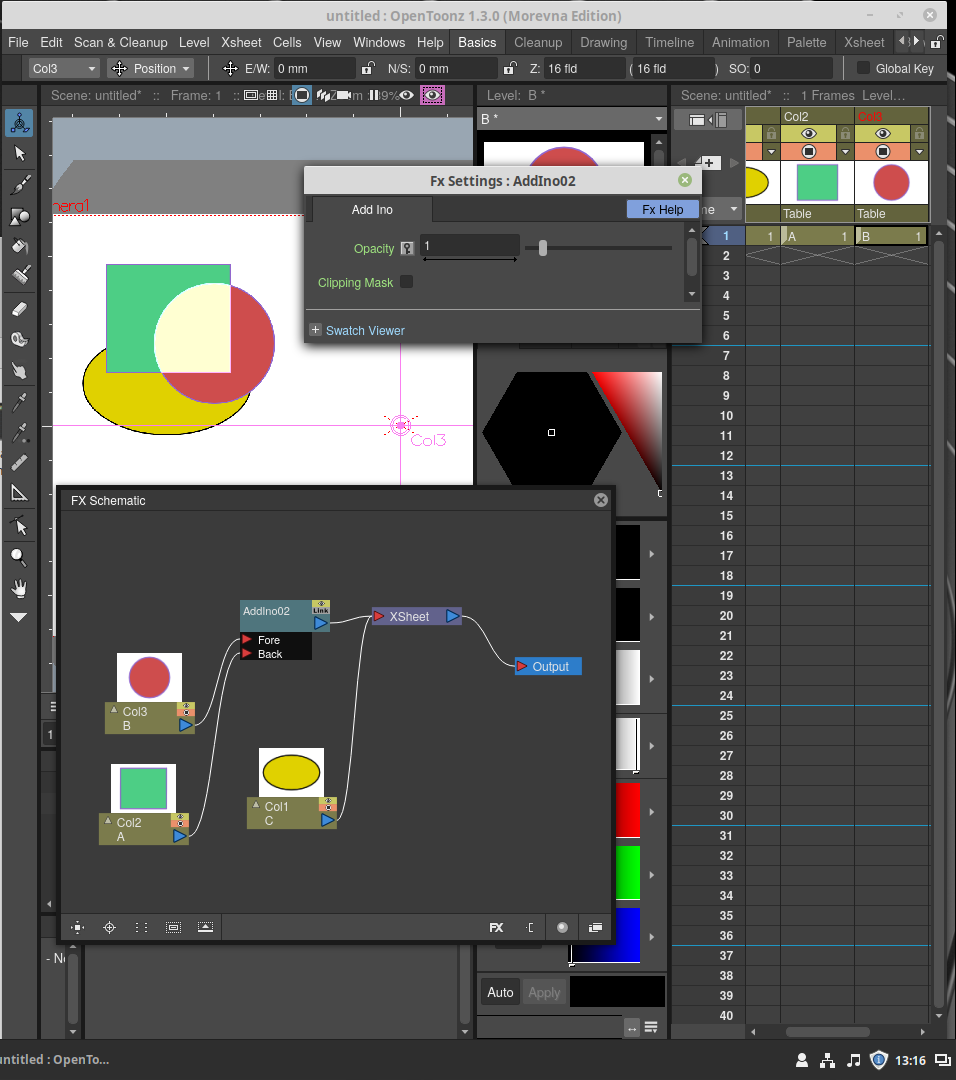 untitled : OpenToonz 1.3.0 (Morevna Edition)
File Edit Scan & Cleanup Level Xsheet Cells View Windows Help Basics Cleanup Drawing Timeline Animation Palette Xsheet
Col3 Position E/W: 0 mm N/S: 0 mm Z: 16 fld (16 fld ) SO: 0 Global Key
Scene: untitled* :: Frame: 1 ::
Level: B *
Scene: untitled* :: 1 Frames Level…
B *
Col2 Col3
Table Table
1 A 1 B 1
Fx Settings : AddIno02
Add Ino Fx Help
Opacity 1
Clipping Mask
+ Swatch Viewer
Col3
1
2
3
4
5
6
7
8
9
10
11
12
13
14
15
16
17
18
19
20
21
22
23
24
25
26
27
28
29
30
31
32
33
34
35
36
37
38
39
40
FX Schematic
AddIno02 Link
Fore
Back
XSheet
Output
Col3
B
Col2
A
Col1
C
FX
1
Auto Apply
untitled : OpenTo...
13:16